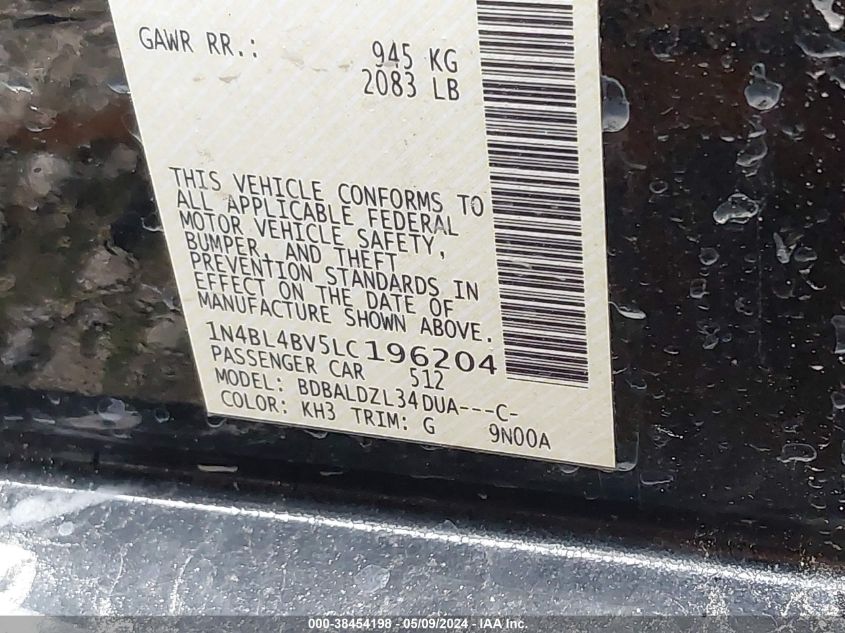 GAWR RR.: 945 KG
2083 LB
THIS VEHICLE CONFORMS TO
ALL APPLICABLE FEDERAL
MOTOR VEHICLE SAFETY,
BUMPER, AND THEFT
PREVENTION STANDARDS IN
EFFECT ON THE DATE OF
MANUFACTURE SHOWN ABOVE.
1N4BL4BV5LC196204
PASSENGER CAR 512
MODEL: BDBALDZL34DUA---C-
COLOR: KH3 TRIM: G 9N00A
000-38454198 - 05/09/2024 - IAA Inc.